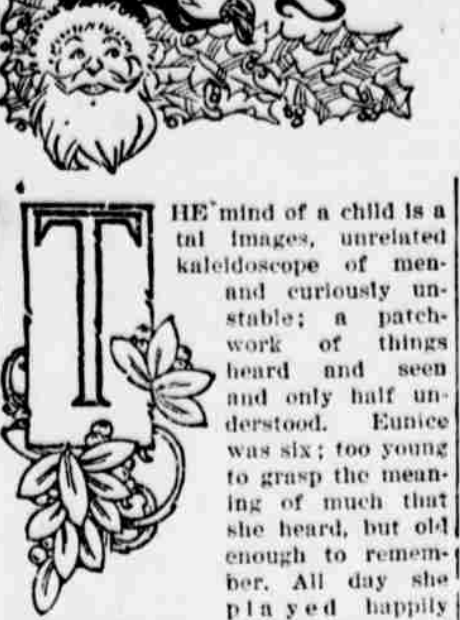 THE mind of a child is a
tal images, unrelated
kaleidoscope of men-
and curiously un-
stable; a patch-
work of things
heard and seen
and only half un-
derstood. Eunice
was six; too young
to grasp the mean-
ing of much that
she heard, but old
enough to remem-
ber. All day she
played happily